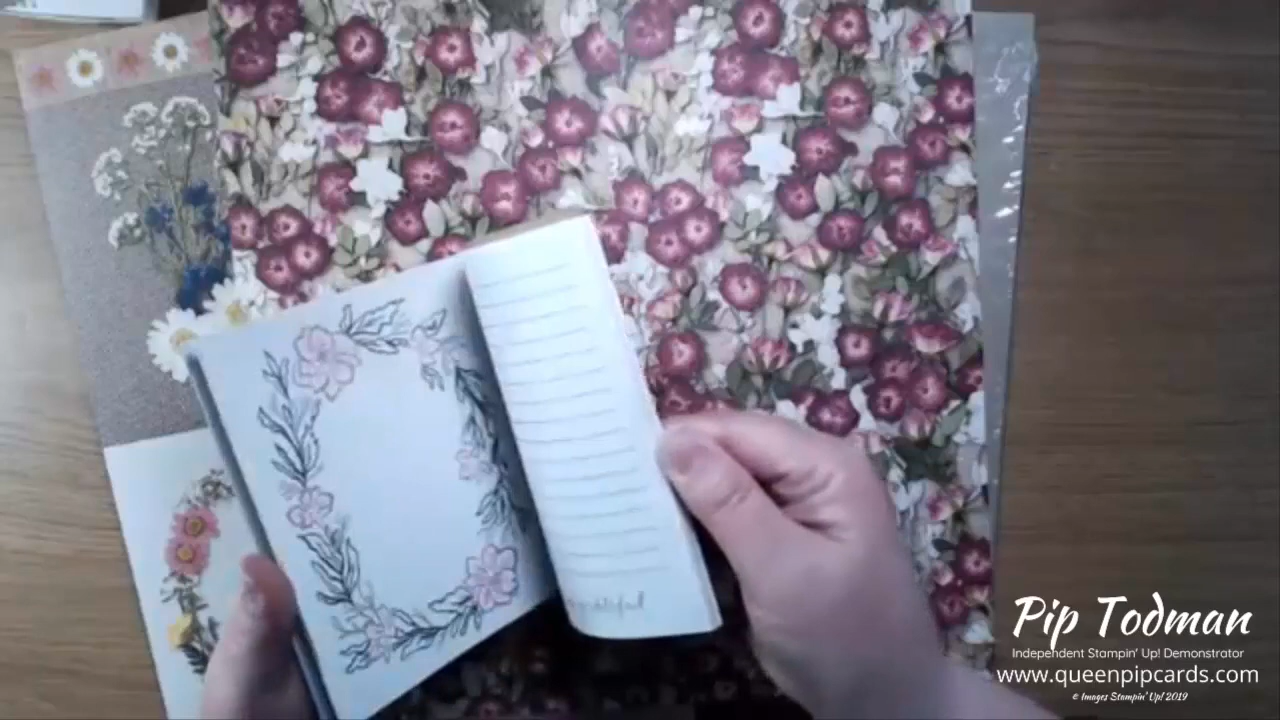 Pip Todman
Independent Stampin' Up! Demonstrator
www.queenpipcards.com
© Images Stampin' Up! 2019